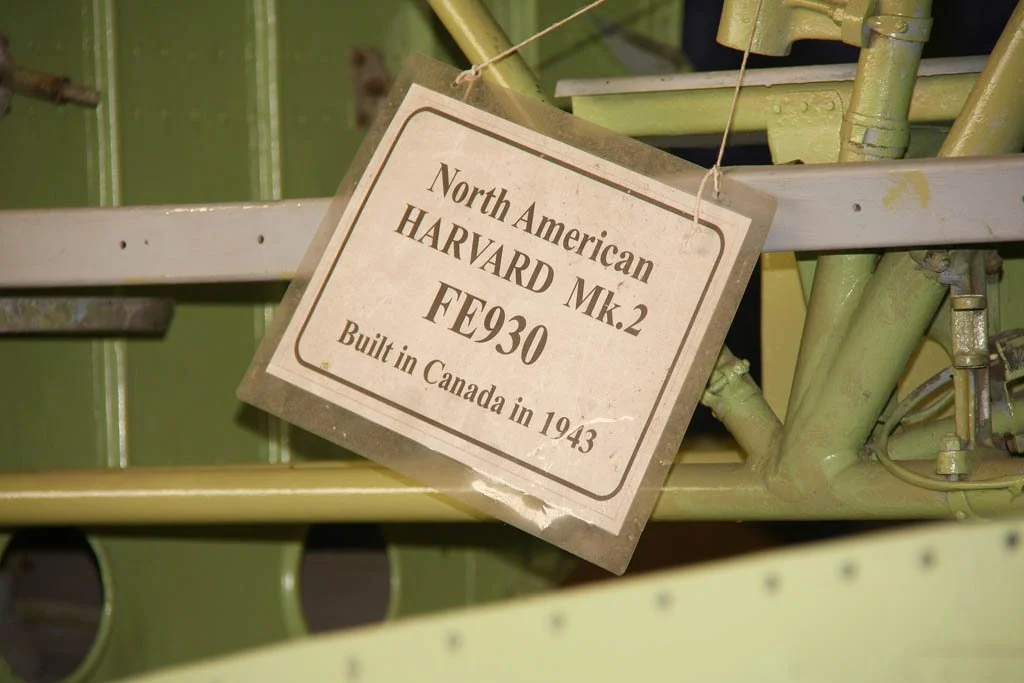 North American
HARVARD Mk.2
FE930
Built in Canada in 1943